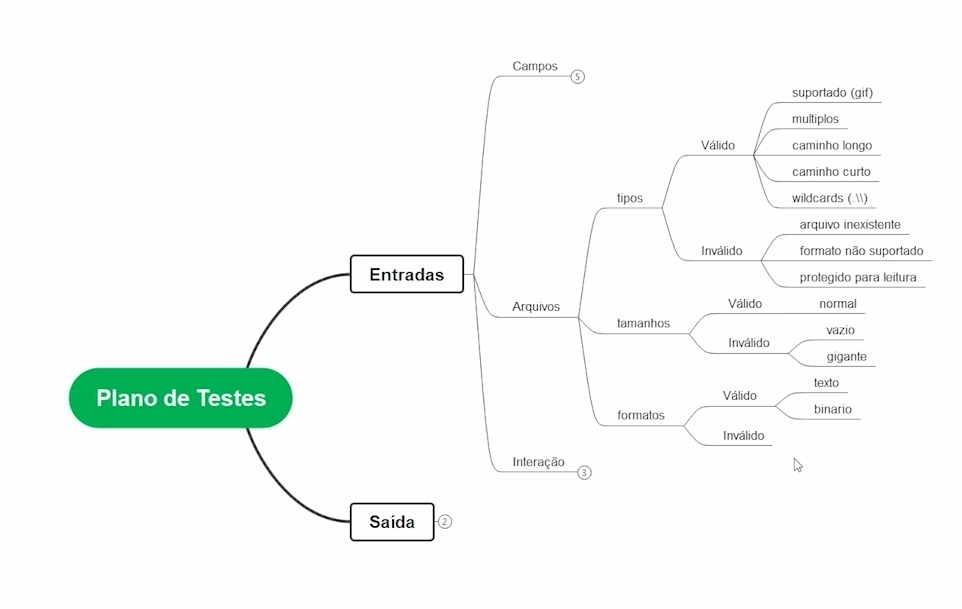 Plano de Testes
Entradas
Campos
5
Arquivos
tipos
Válido
suportado (gif)
multiplos
caminho longo
caminho curto
wildcards (.\\)
Inválido
arquivo inexistente
formato não suportado
protegido para leitura
tamanhos
Válido
normal
Inválido
vazio
gigante
formatos
Válido
texto
binario
Inválido
Interação
3
Saída
2